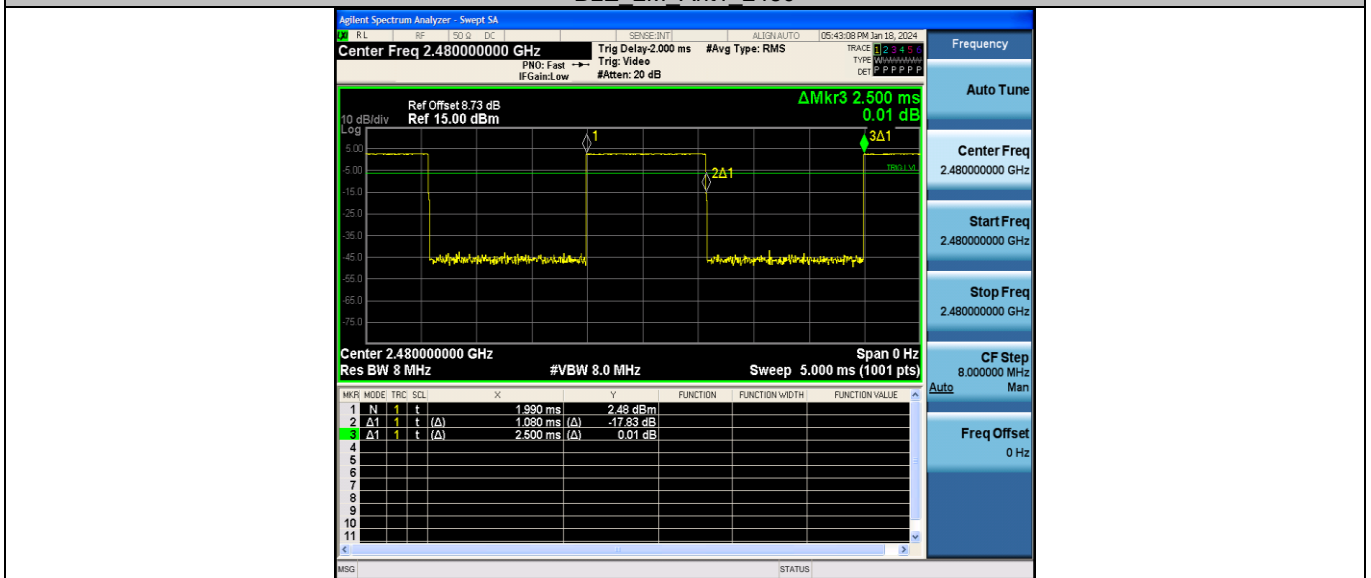 Agilent Spectrum Analyzer - Swept SA
RL RF 50 Ω DC SENSE:INT ALIGN AUTO 05:43:08 PM Jan 18, 2024
Center Freq 2.480000000 GHz
PNO: Fast
IFGain:Low
Trig Delay-2.000 ms
Trig: Video
#Atten: 20 dB
#Avg Type: RMS
TRACE 1 2 3 4 5 6
TYPE
DET P P P P P P
Frequency
Auto Tune
Center Freq
2.480000000 GHz
Start Freq
2.480000000 GHz
Stop Freq
2.480000000 GHz
CF Step
8.000000 MHz
Auto Man
Freq Offset
0 Hz
ΔMkr3 2.500 ms
0.01 dB
Ref Offset 8.73 dB
10 dB/div Ref 15.00 dBm
Log
1
2Δ1
3Δ1
TRIG LVL
5.00
-5.00
-15.0
-25.0
-35.0
-45.0
-55.0
-65.0
-75.0
Center 2.480000000 GHz Span 0 Hz
Res BW 8 MHz #VBW 8.0 MHz Sweep 5.000 ms (1001 pts)
MKR MODE TRC SCL X Y FUNCTION FUNCTION WIDTH FUNCTION VALUE
1 N 1 t 1.990 ms 2.48 dBm
2 Δ1 1 t (Δ) 1.080 ms (Δ) -17.83 dB
3 Δ1 1 t (Δ) 2.500 ms (Δ) 0.01 dB
4
5
6
7
8
9
10
11
MSG STATUS